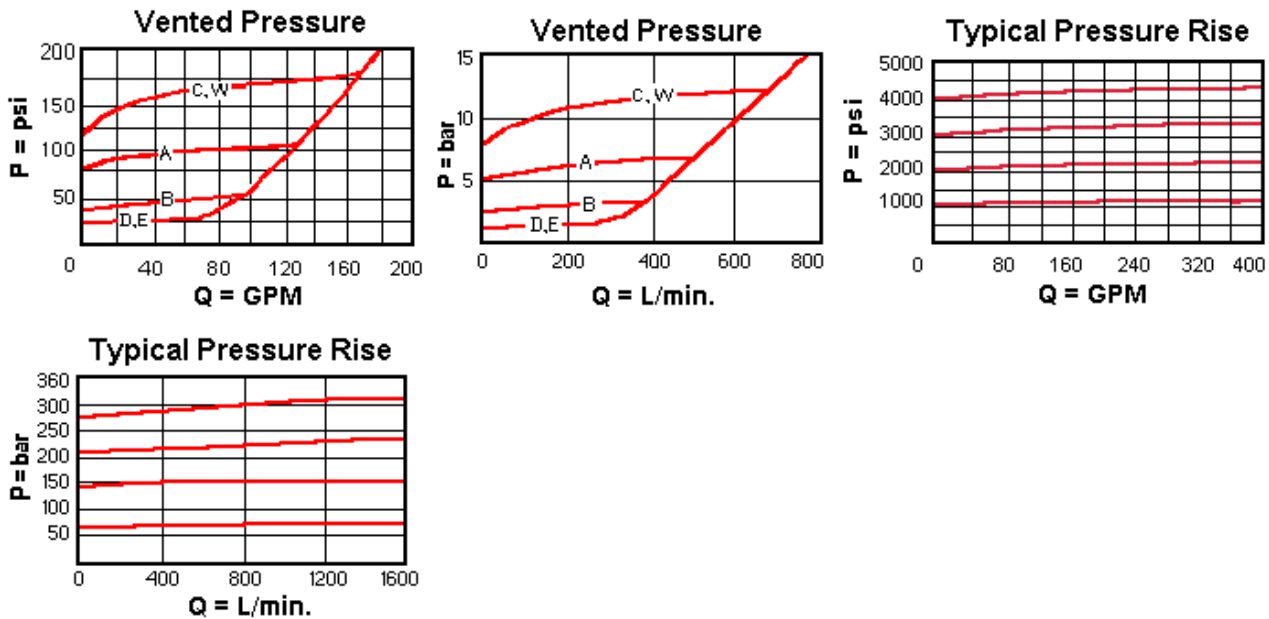 Vented Pressure
200
150
100
50
0 40 80 120 160 200
P = psi
Q = GPM
C,W
A
B
D,E
Vented Pressure
15
10
5
0 200 400 600 800
P = bar
Q = L/min.
C,W
A
B
D,E
Typical Pressure Rise
5000
4000
3000
2000
1000
0 80 160 240 320 400
P = psi
Q = GPM
Typical Pressure Rise
360
300
250
200
150
100
50
0 400 800 1200 1600
P = bar
Q = L/min.